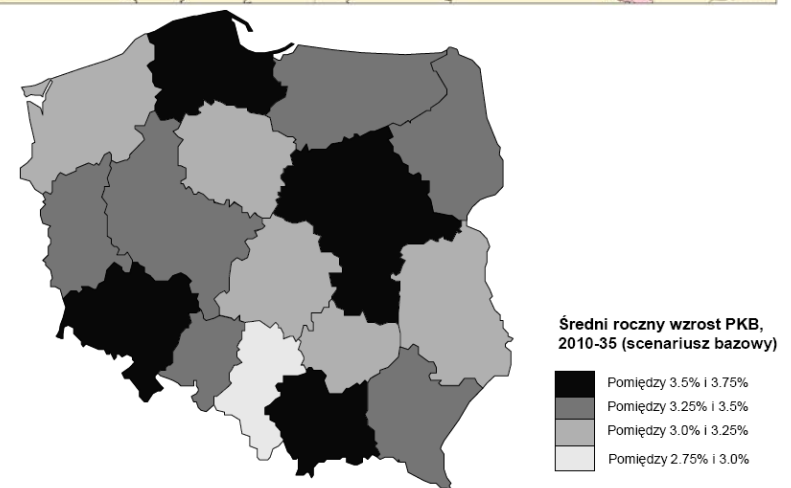 Średni roczny wzrost PKB,
2010-35 (scenariusz bazowy)
Pomiędzy 3.5% i 3.75%
Pomiędzy 3.25% i 3.5%
Pomiędzy 3.0% i 3.25%
Pomiędzy 2.75% i 3.0%